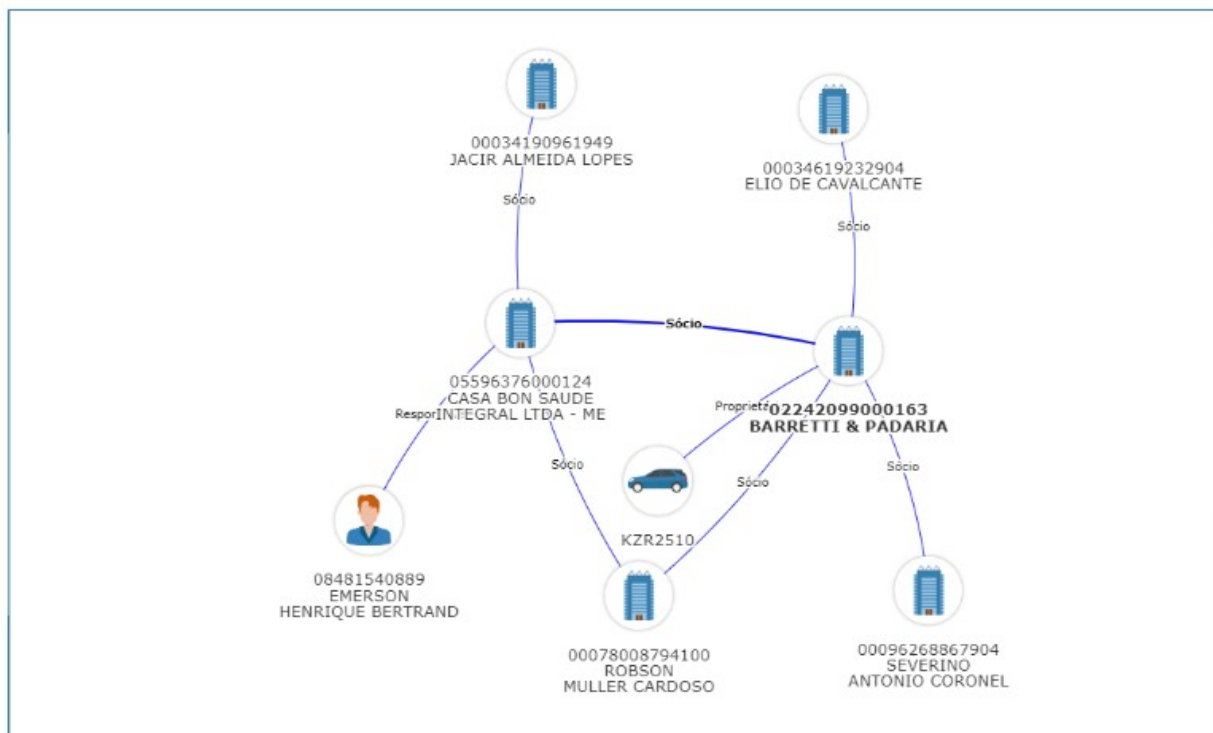 00034190961949
JACIR ALMEIDA LOPES
00034619232904
ELIO DE CAVALCANTE
Sócio
Sócio
Sócio
05596376000124
CASA BON SAUDE
INTEGRAL LTDA - ME
Respor
Proprietá
02242099000163
BARRETTI & PADARIA
Sócio
Sócio
Sócio
KZR2510
08481540889
EMERSON
HENRIQUE BERTRAND
00078008794100
ROBSON
MULLER CARDOSO
00096268867904
SEVERINO
ANTONIO CORONEL